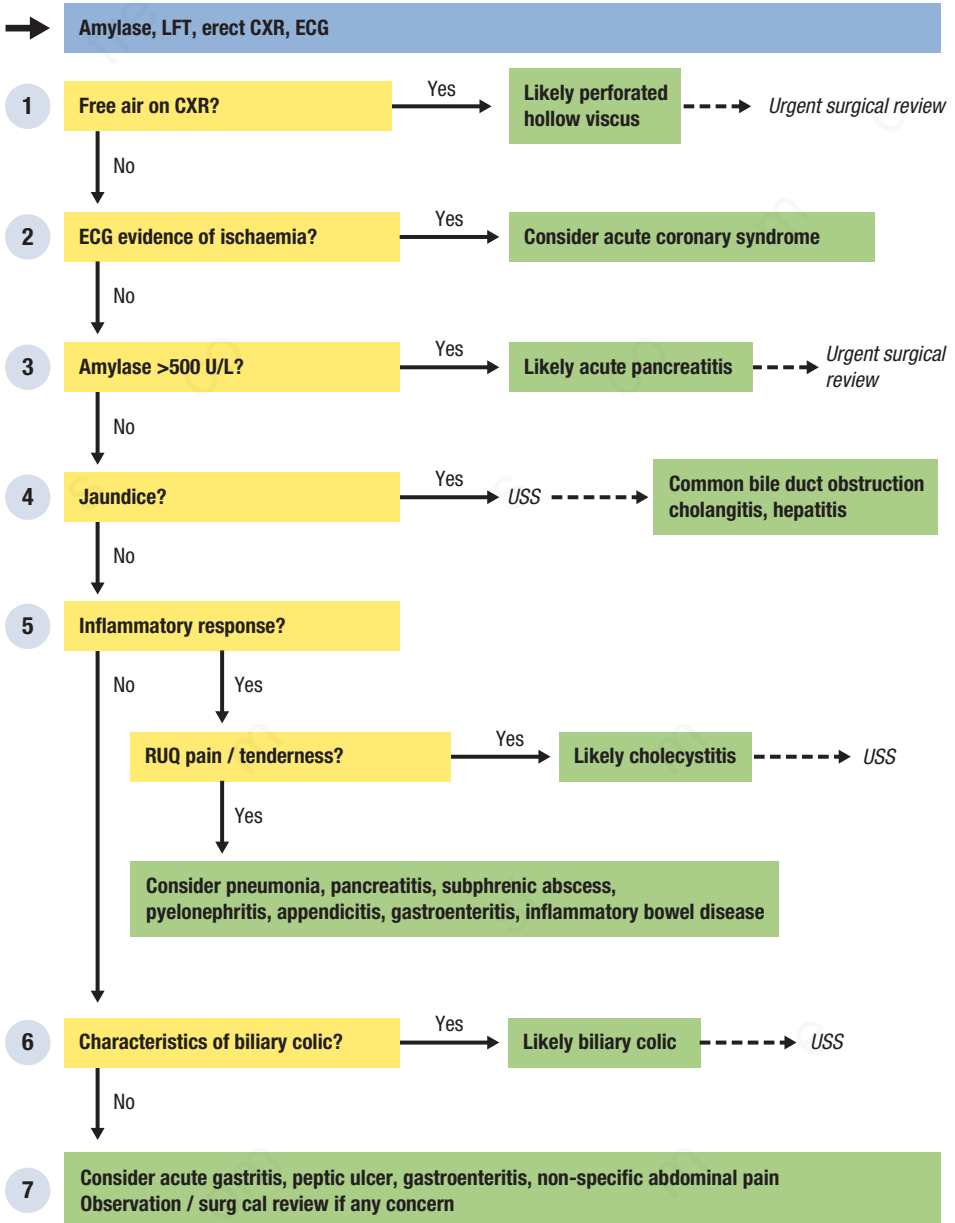 Amylase, LFT, erect CXR, ECG
1
Free air on CXR?
Yes
Likely perforated
hollow viscus
Urgent surgical review
No
2
ECG evidence of ischaemia?
Yes
Consider acute coronary syndrome
No
3
Amylase >500 U/L?
Yes
Likely acute pancreatitis
Urgent surgical
review
No
4
Jaundice?
Yes
USS
Common bile duct obstruction
cholangitis, hepatitis
No
5
Inflammatory response?
No
Yes
RUQ pain / tenderness?
Yes
Likely cholecystitis
USS
Yes
Consider pneumonia, pancreatitis, subphrenic abscess,
pyelonephritis, appendicitis, gastroenteritis, inflammatory bowel disease
6
Characteristics of biliary colic?
Yes
Likely biliary colic
USS
No
7
Consider acute gastritis, peptic ulcer, gastroenteritis, non-specific abdominal pain
Observation / surg cal review if any concern